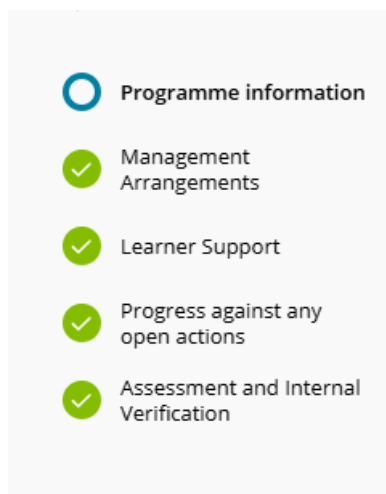 Programme information
Management
Arrangements
Learner Support
Progress against any
open actions
Assessment and Internal
Verification